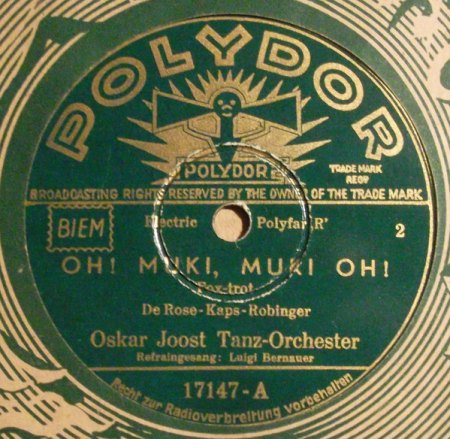 POLYDOR
POLYDOR
TRADE MARK
REGD
BROADCASTING RIGHTS RESERVED BY THE OWNER OF THE TRADE MARK
BIEM
Electric Polyfar,R' 2
OH! MUKI, MUKI OH!
Fox-trot
De Rose-Kaps-Robinger
Oskar Joost Tanz-Orchester
Refraingesang: Luigi Bernauer
17147-A
Recht zur Radioverbreitung Vorbehalten